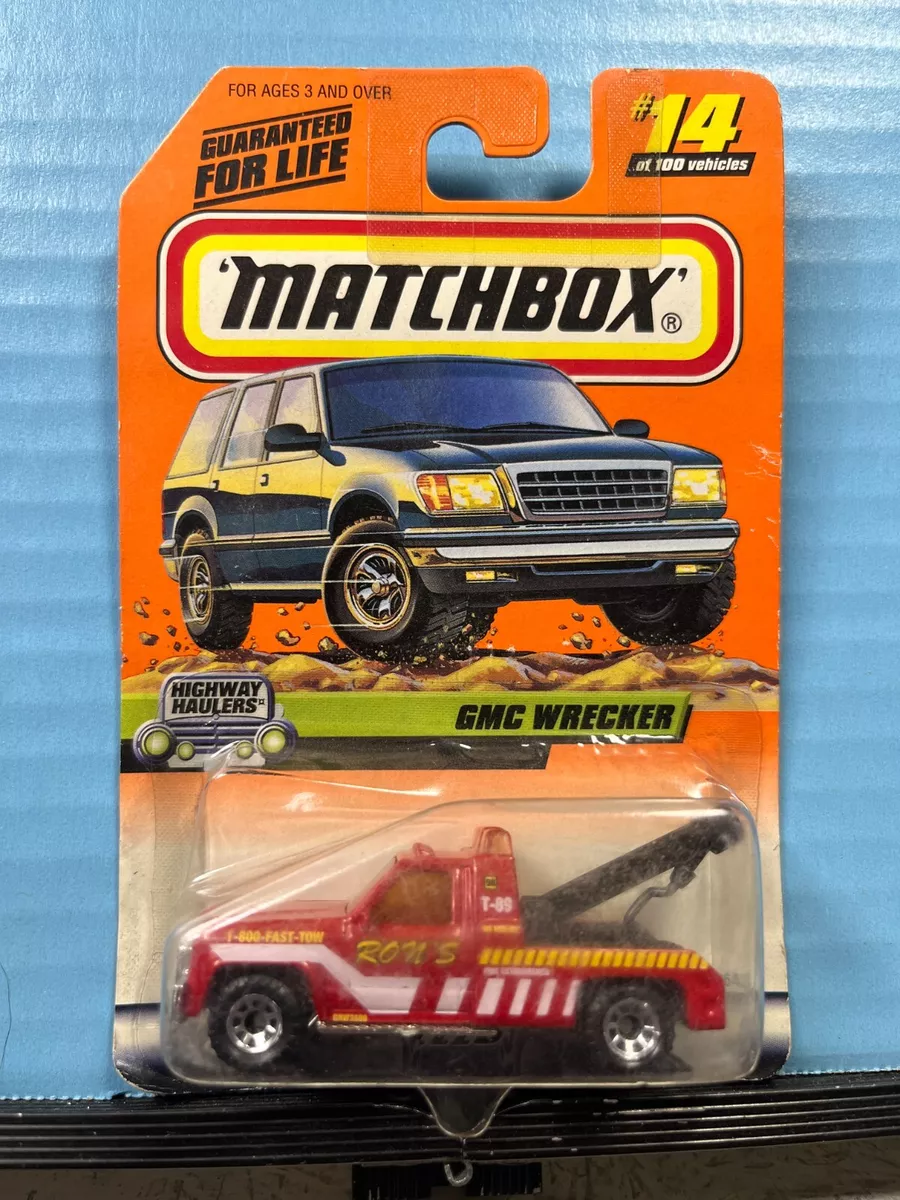 FOR AGES 3 AND OVER
GUARANTEED
FOR LIFE
#14
of 100 vehicles
'MATCHBOX'®
HIGHWAY
HAULERS
GMC WRECKER
T-89
1-800-FAST-TOW
RON'S